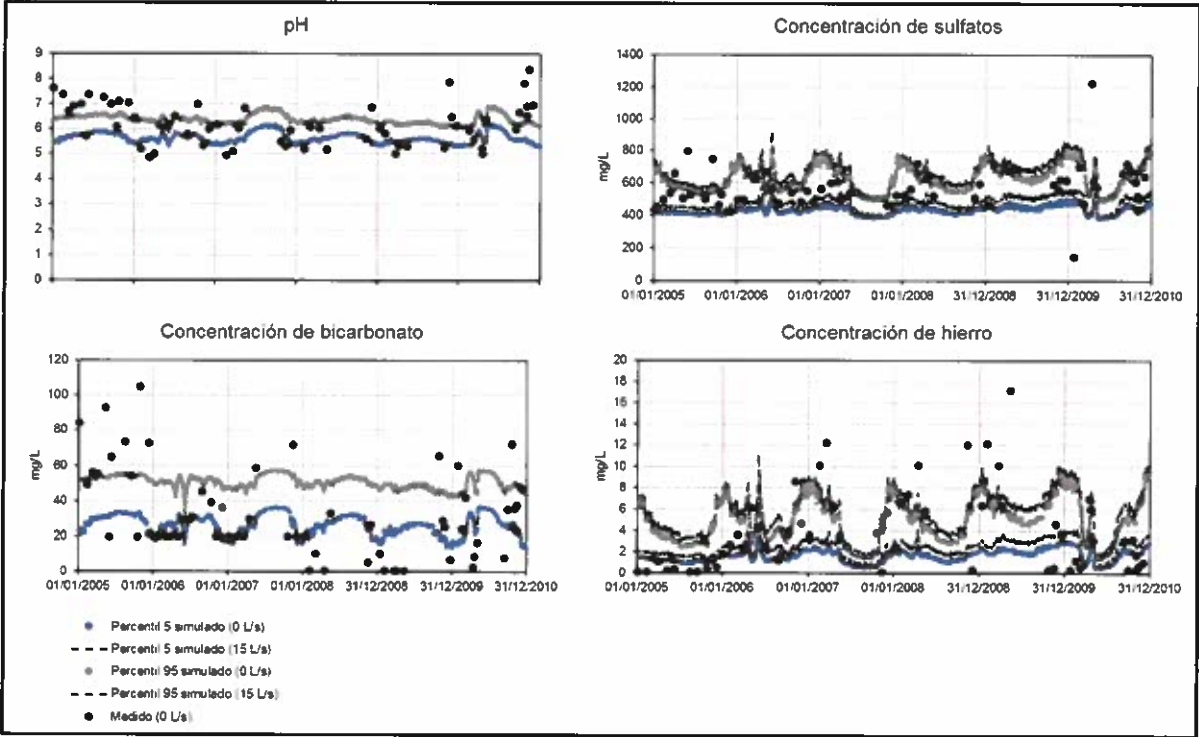 pH
9
8
7
6
5
4
3
2
1
0
Concentración de sulfatos
1400
1200
1000
800
600
400
200
0
mg/L
01/01/2005 01/01/2006 01/01/2007 01/01/2008 31/12/2008 31/12/2009 31/12/2010
Concentración de bicarbonato
120
100
80
60
40
20
0
mg/L
01/01/2005 01/01/2006 01/01/2007 01/01/2008 31/12/2008 31/12/2009 31/12/2010
Concentración de hierro
20
18
16
14
12
10
8
6
4
2
0
mg/L
01/01/2005 01/01/2006 01/01/2007 01/01/2008 31/12/2008 31/12/2009 31/12/2010
Percentil 5 simulado (0 L/s)
Percentil 5 simulado (15 L/s)
Percentil 95 simulado (0 L/s)
Percentil 95 simulado (15 L/s)
Medido (0 L/s)